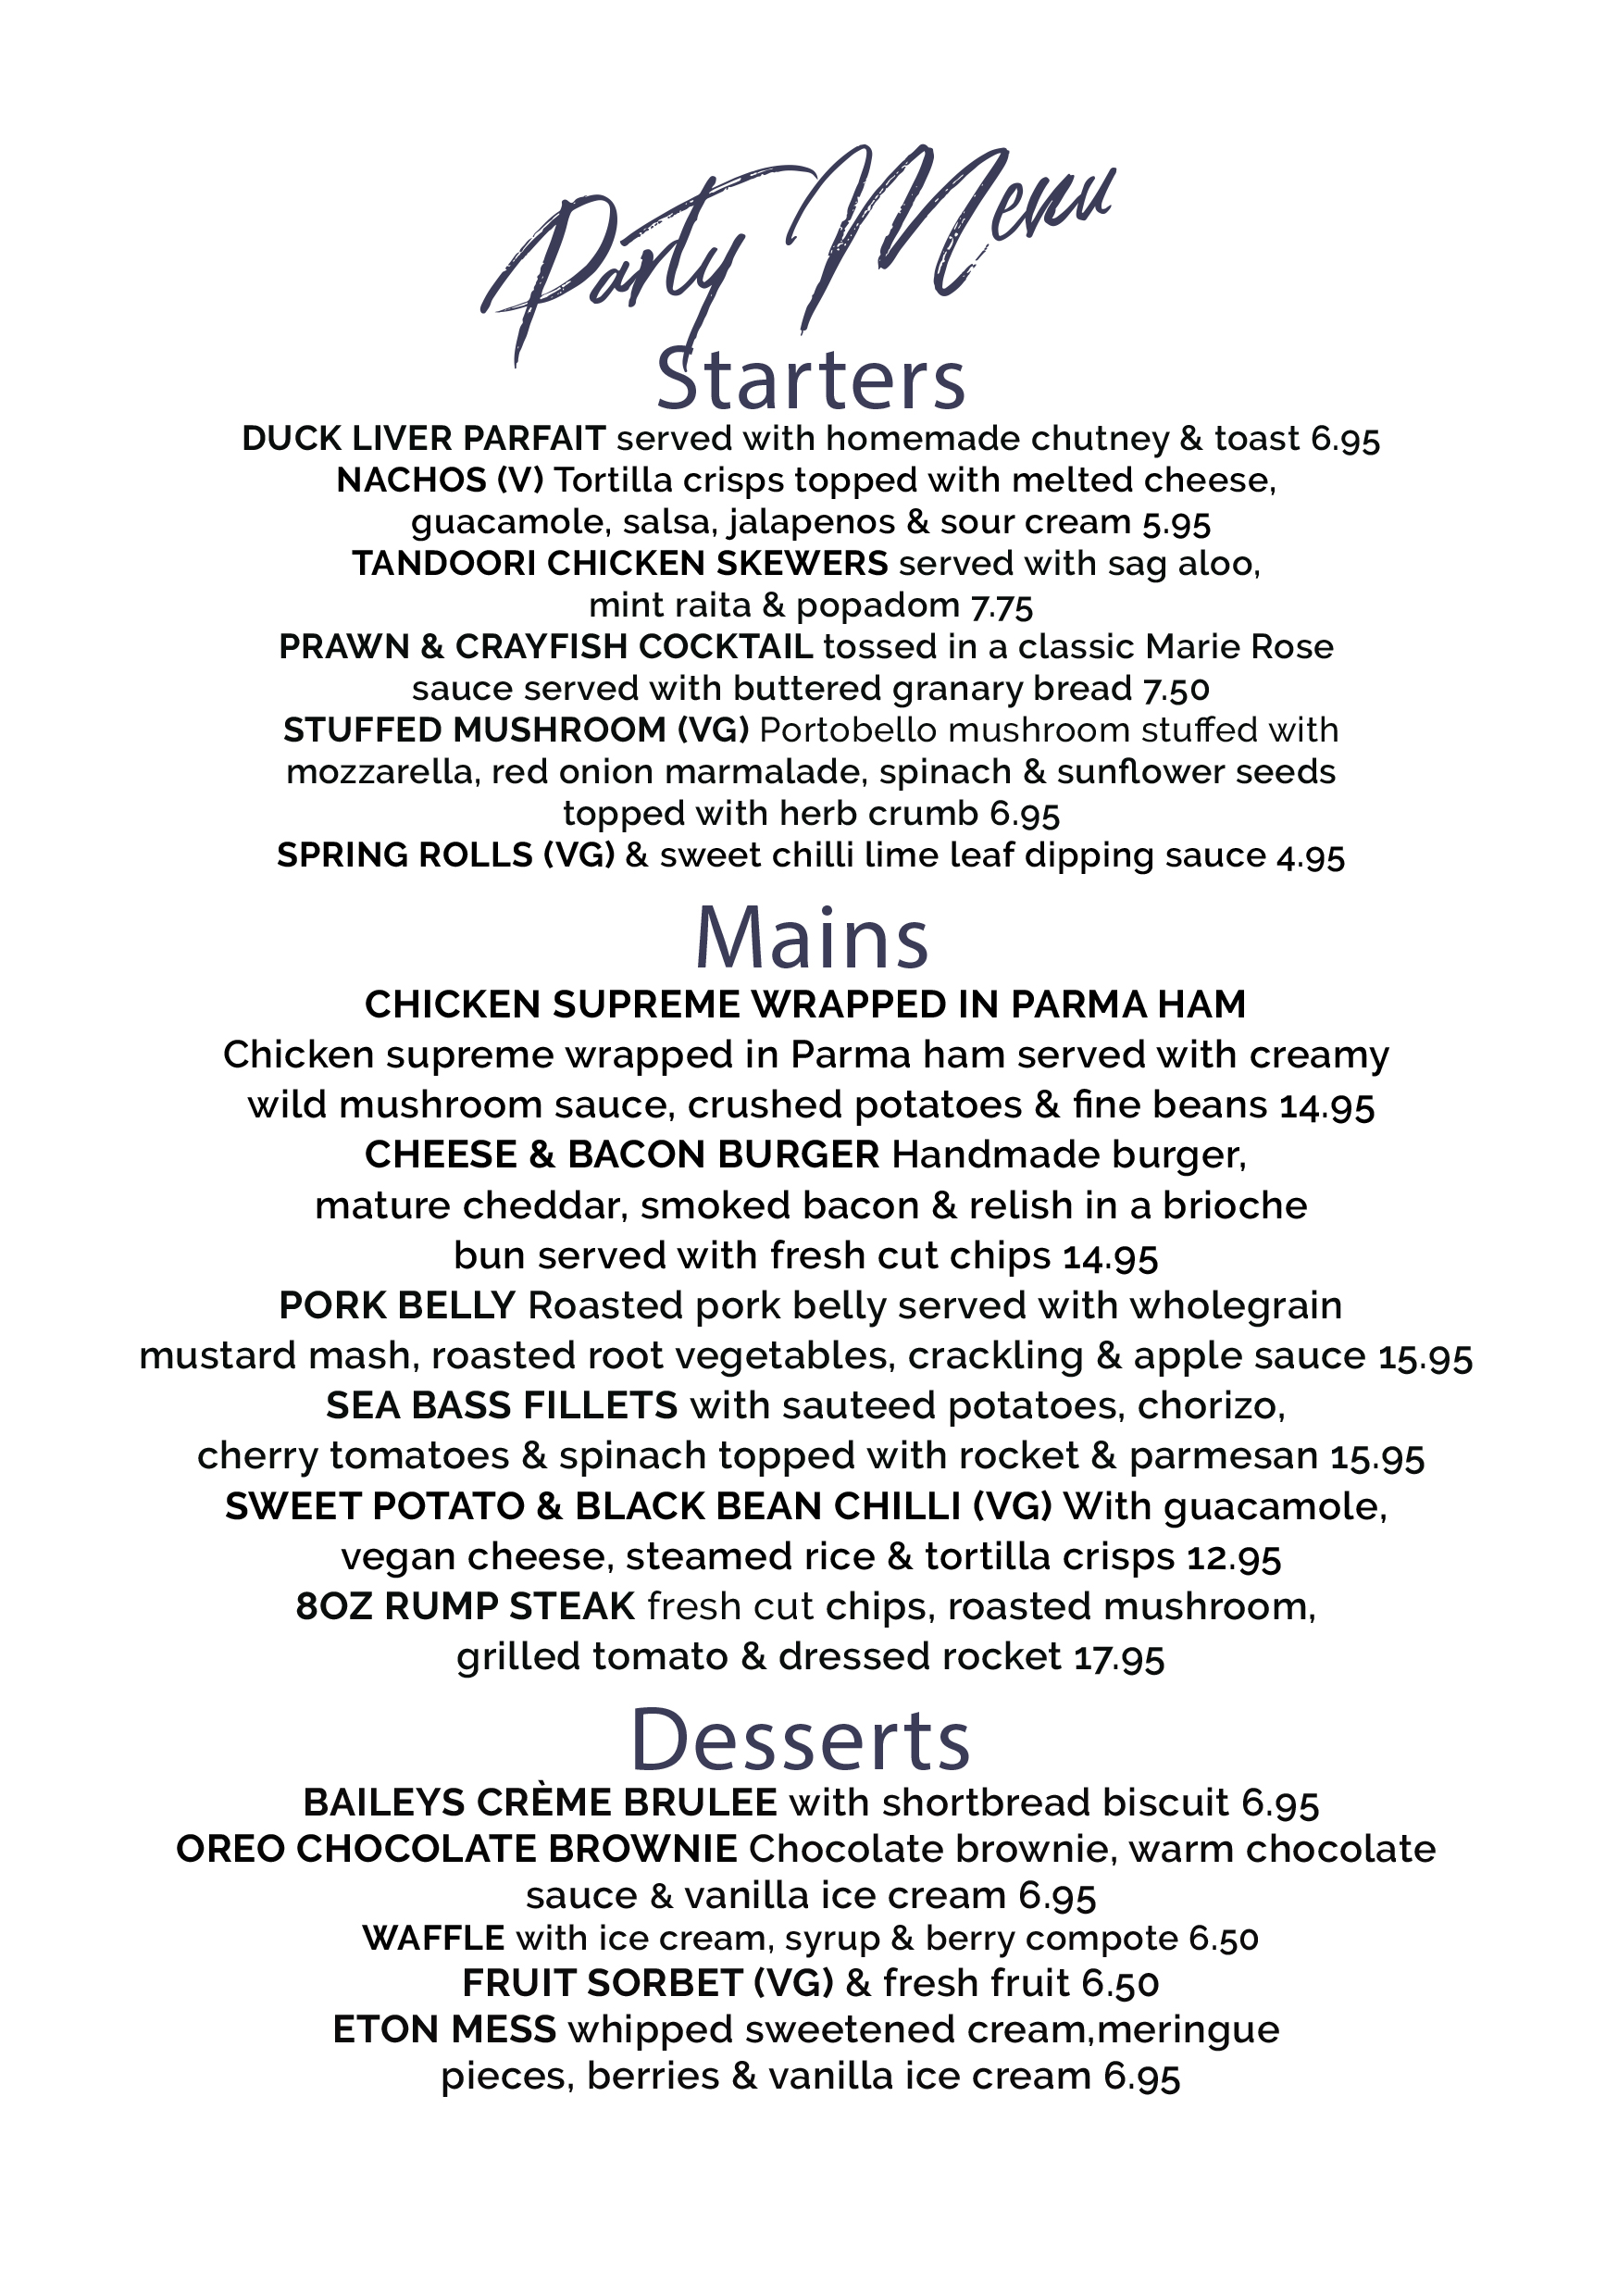 Party Menu
Starters
DUCK LIVER PARFAIT served with homemade chutney & toast 6.95
NACHOS (V) Tortilla crisps topped with melted cheese,
guacamole, salsa, jalapenos & sour cream 5.95
TANDOORI CHICKEN SKEWERS served with sag aloo,
mint raita & popadom 7.75
PRAWN & CRAYFISH COCKTAIL tossed in a classic Marie Rose
sauce served with buttered granary bread 7.50
STUFFED MUSHROOM (VG) Portobello mushroom stuffed with
mozzarella, red onion marmalade, spinach & sunflower seeds
topped with herb crumb 6.95
SPRING ROLLS (VG) & sweet chilli lime leaf dipping sauce 4.95
Mains
CHICKEN SUPREME WRAPPED IN PARMA HAM
Chicken supreme wrapped in Parma ham served with creamy
wild mushroom sauce, crushed potatoes & fine beans 14.95
CHEESE & BACON BURGER Handmade burger,
mature cheddar, smoked bacon & relish in a brioche
bun served with fresh cut chips 14.95
PORK BELLY Roasted pork belly served with wholegrain
mustard mash, roasted root vegetables, crackling & apple sauce 15.95
SEA BASS FILLETS with sauteed potatoes, chorizo,
cherry tomatoes & spinach topped with rocket & parmesan 15.95
SWEET POTATO & BLACK BEAN CHILLI (VG) With guacamole,
vegan cheese, steamed rice & tortilla crisps 12.95
8OZ RUMP STEAK fresh cut chips, roasted mushroom,
grilled tomato & dressed rocket 17.95
Desserts
BAILEYS CRÈME BRULEE with shortbread biscuit 6.95
OREO CHOCOLATE BROWNIE Chocolate brownie, warm chocolate
sauce & vanilla ice cream 6.95
WAFFLE with ice cream, syrup & berry compote 6.50
FRUIT SORBET (VG) & fresh fruit 6.50
ETON MESS whipped sweetened cream,meringue
pieces, berries & vanilla ice cream 6.95